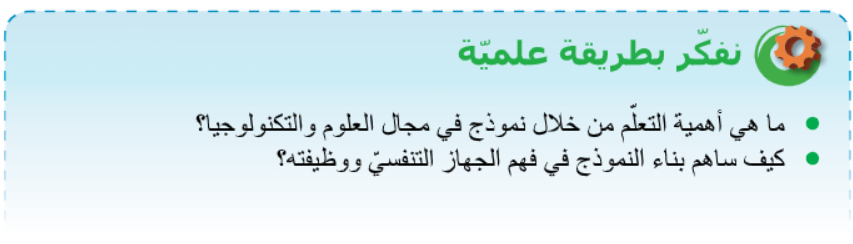 نفكّر بطريقة علميّة
ما هي أهمية التعلّم من خلال نموذج في مجال العلوم والتكنولوجيا؟
كيف ساهم بناء النموذج في فهم الجهاز التنفسيّ ووظيفته؟